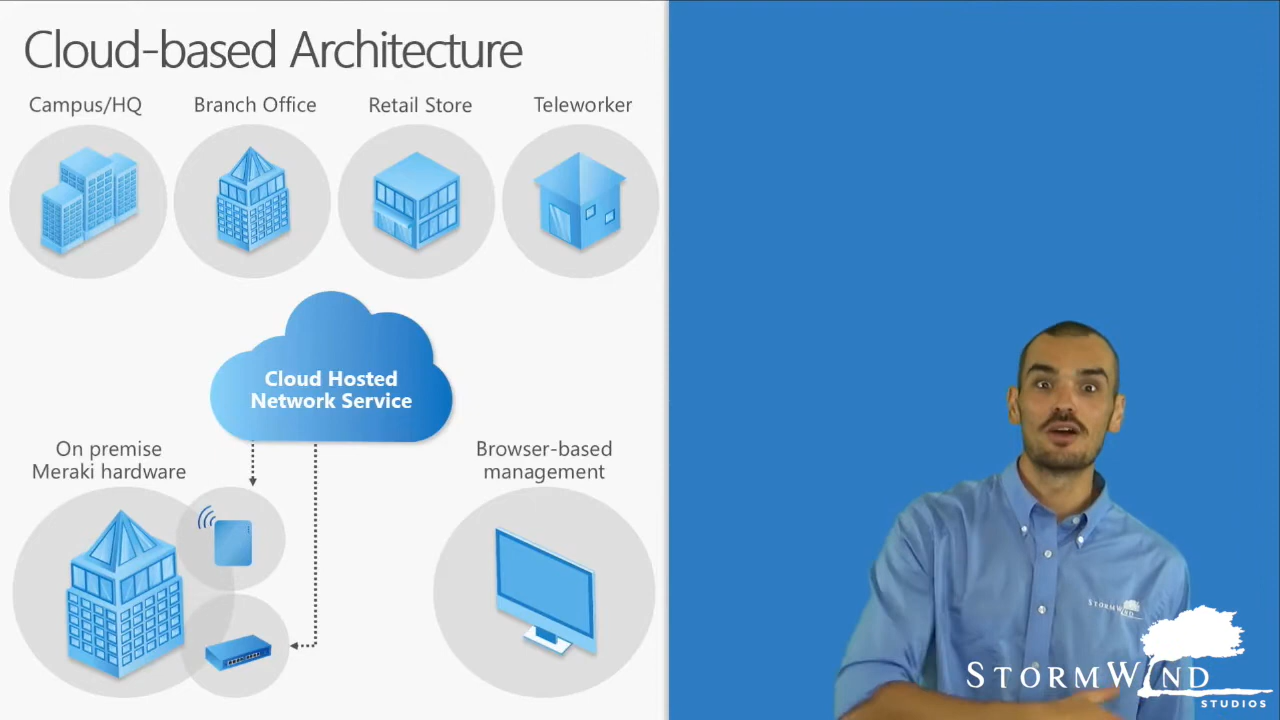 Cloud-based Architecture
Campus/HQ
Branch Office
Retail Store
Teleworker
Cloud Hosted
Network Service
On premise
Meraki hardware
Browser-based
management
STORMWIND
STORMWIND
STUDIOS